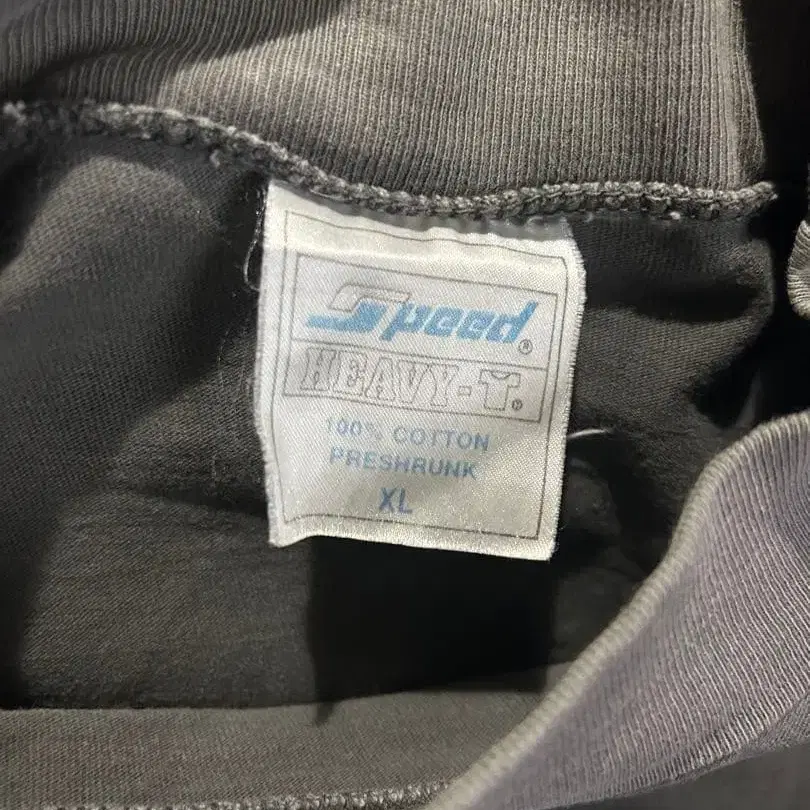 Speed®
HEAVY-T®
100% COTTON
PRESHRUNK
XL